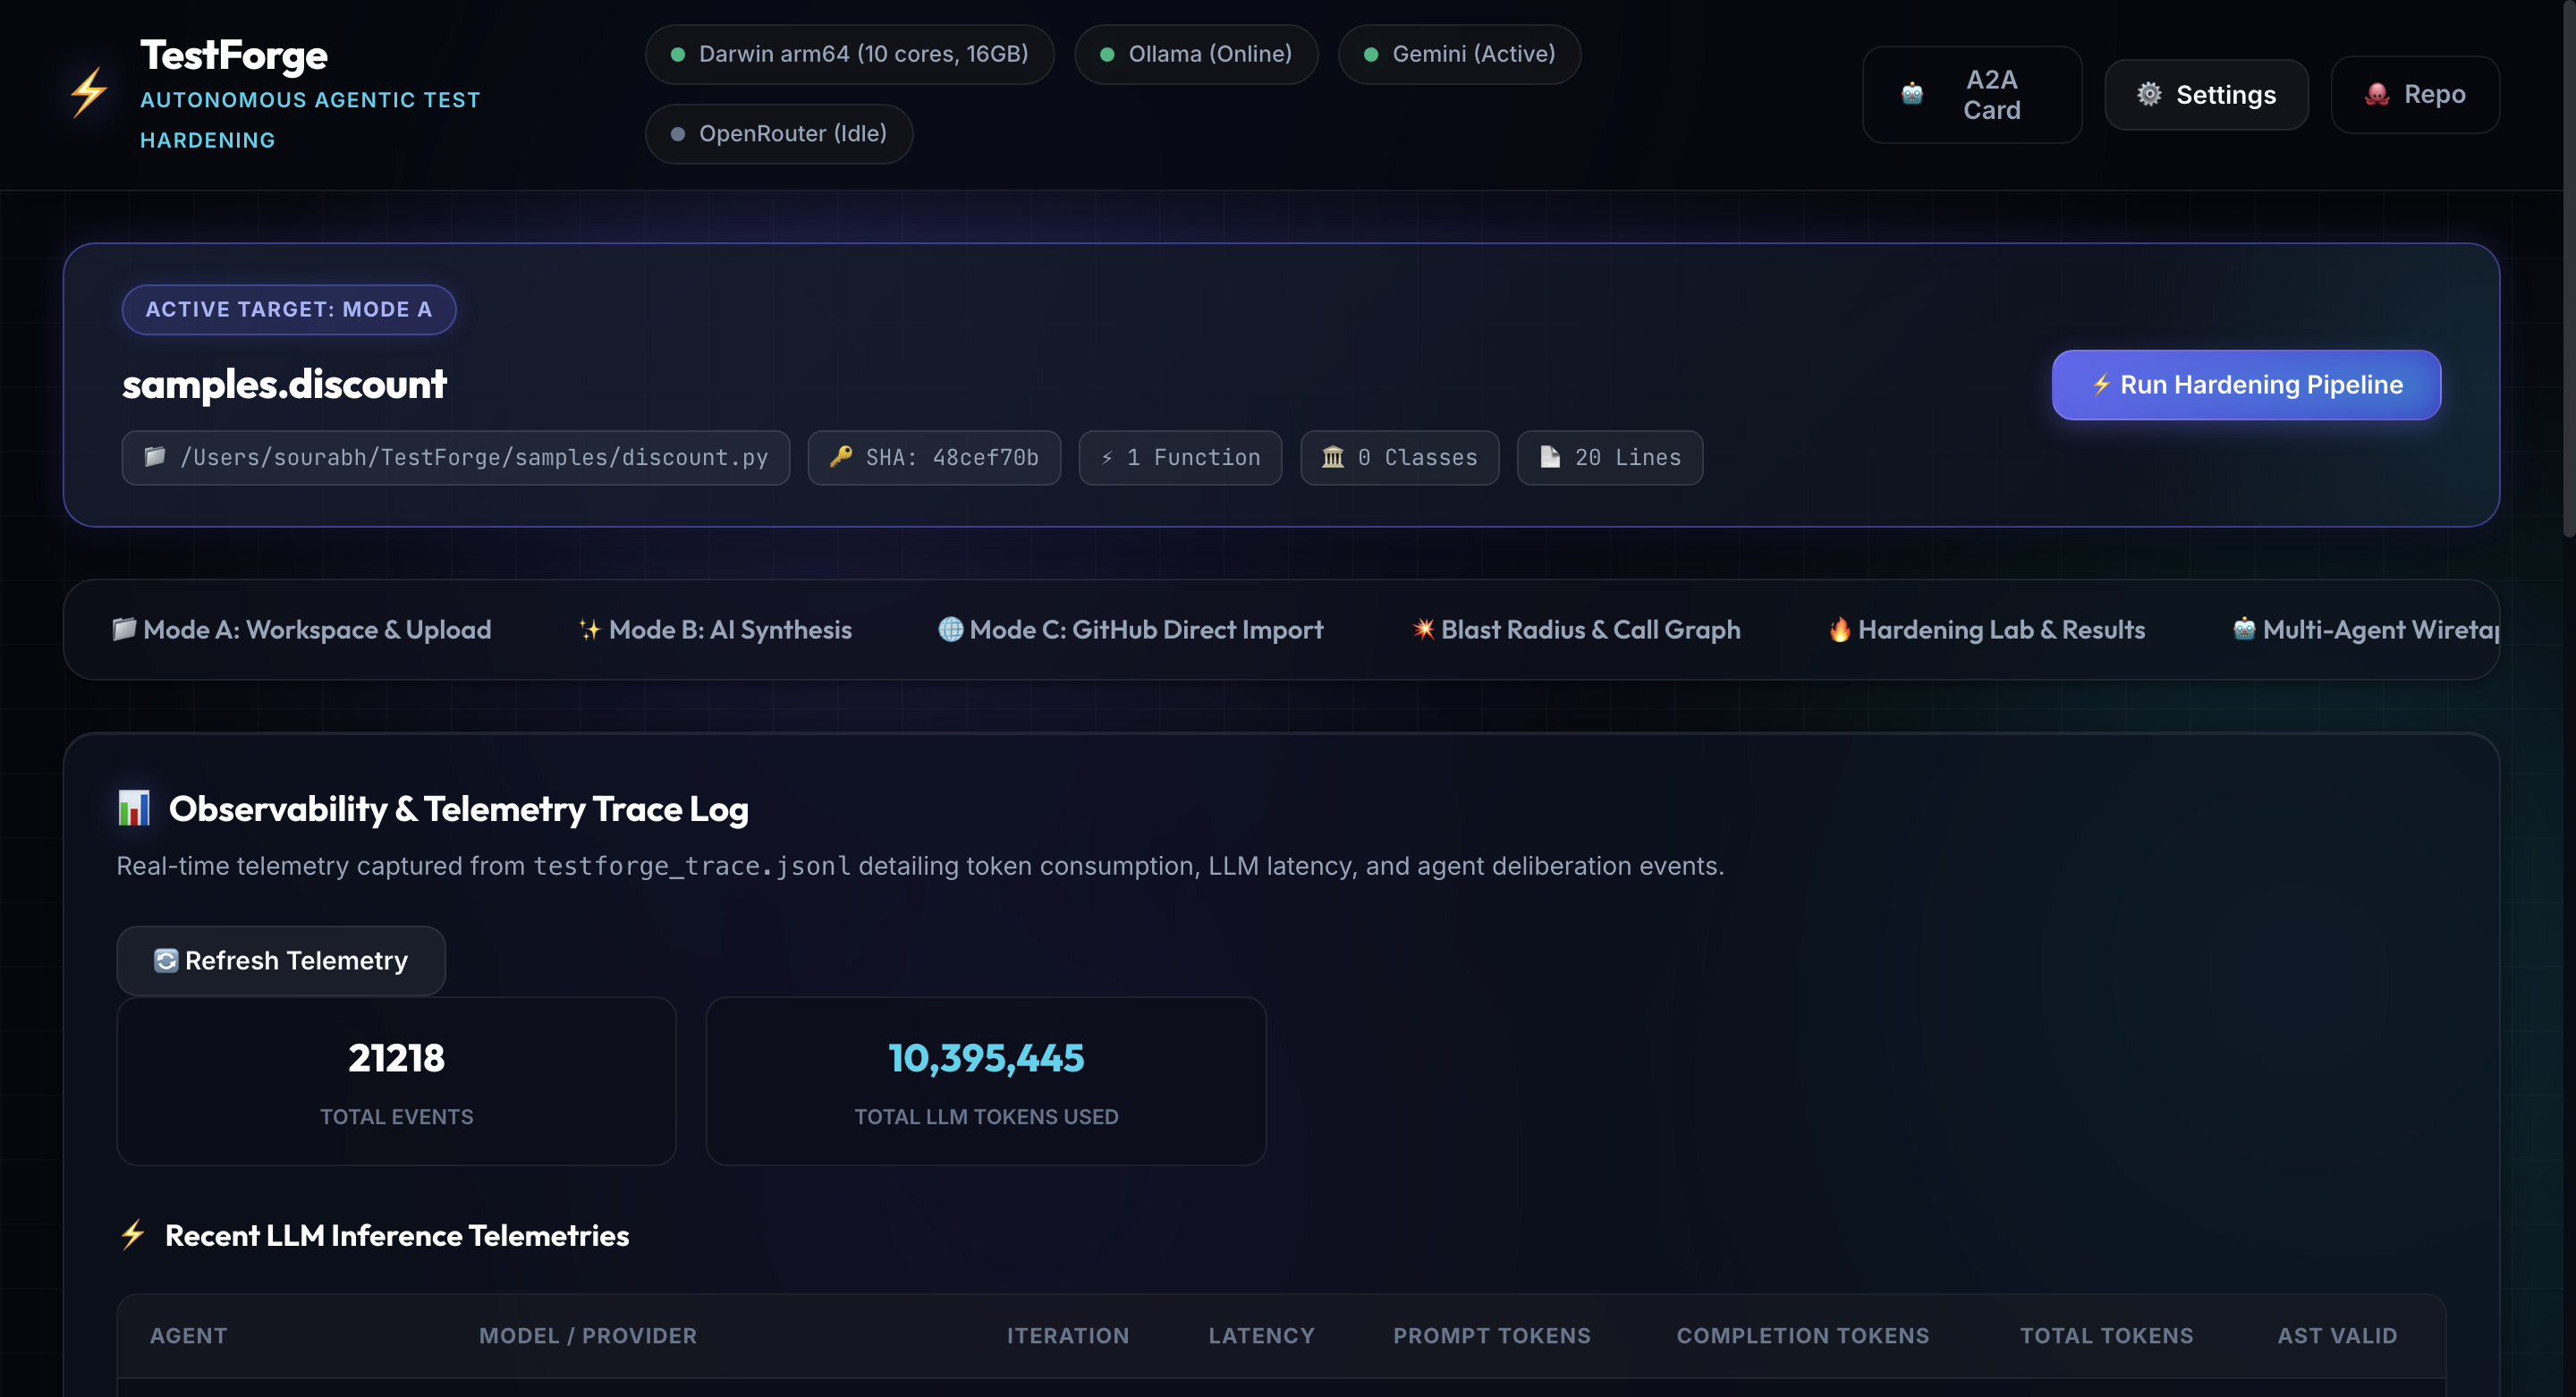 TestForge
AUTONOMOUS AGENTIC TEST
HARDENING
Darwin arm64 (10 cores, 16GB)
Ollama (Online)
Gemini (Active)
OpenRouter (Idle)
A2A
Card
Settings
Repo
ACTIVE TARGET: MODE A
samples.discount
/Users/sourabh/TestForge/samples/discount.py
SHA: 48cef70b
1 Function
0 Classes
20 Lines
Run Hardening Pipeline
Mode A: Workspace & Upload
Mode B: AI Synthesis
Mode C: GitHub Direct Import
Blast Radius & Call Graph
Hardening Lab & Results
Multi-Agent Wiretap
Observability & Telemetry Trace Log
Real-time telemetry captured from testforge_trace.jsonl detailing token consumption, LLM latency, and agent deliberation events.
Refresh Telemetry
21218
TOTAL EVENTS
10,395,445
TOTAL LLM TOKENS USED
Recent LLM Inference Telemetries
AGENT
MODEL / PROVIDER
ITERATION
LATENCY
PROMPT TOKENS
COMPLETION TOKENS
TOTAL TOKENS
AST VALID